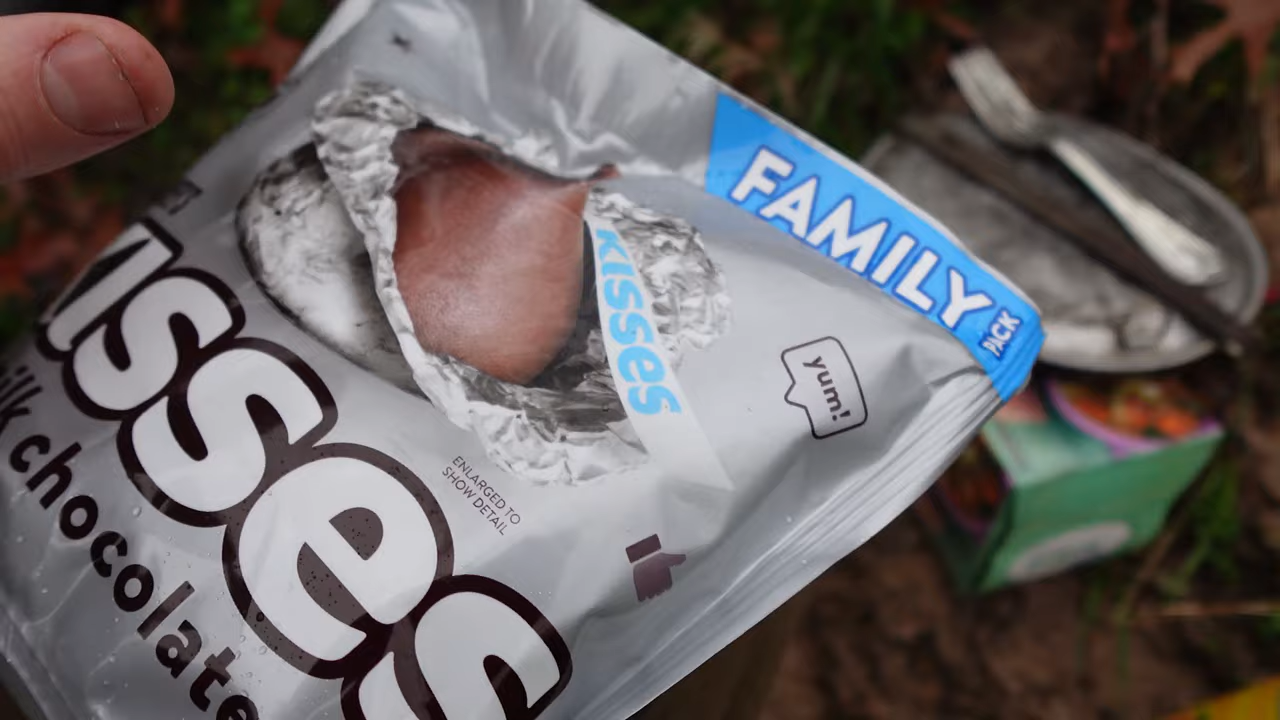 FAMILY
PACK
KISSES
yum!
ENLARGED TO
SHOW DETAIL
isses
ilk chocolate